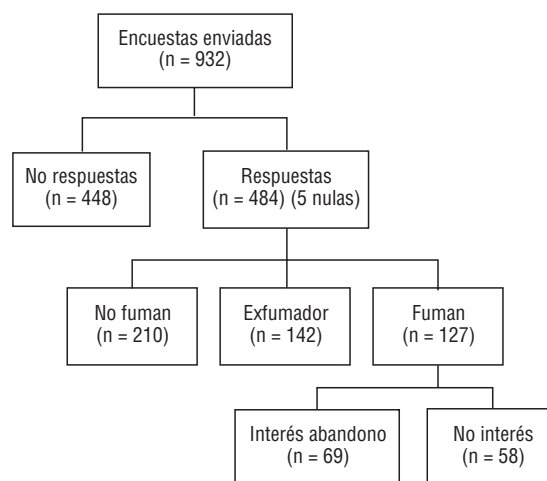 Encuestas enviadas
(n = 932)
No respuestas
(n = 448)
Respuestas
(n = 484) (5 nulas)
No fuman
(n = 210)
Exfumador
(n = 142)
Fuman
(n = 127)
Interés abandono
(n = 69)
No interés
(n = 58)